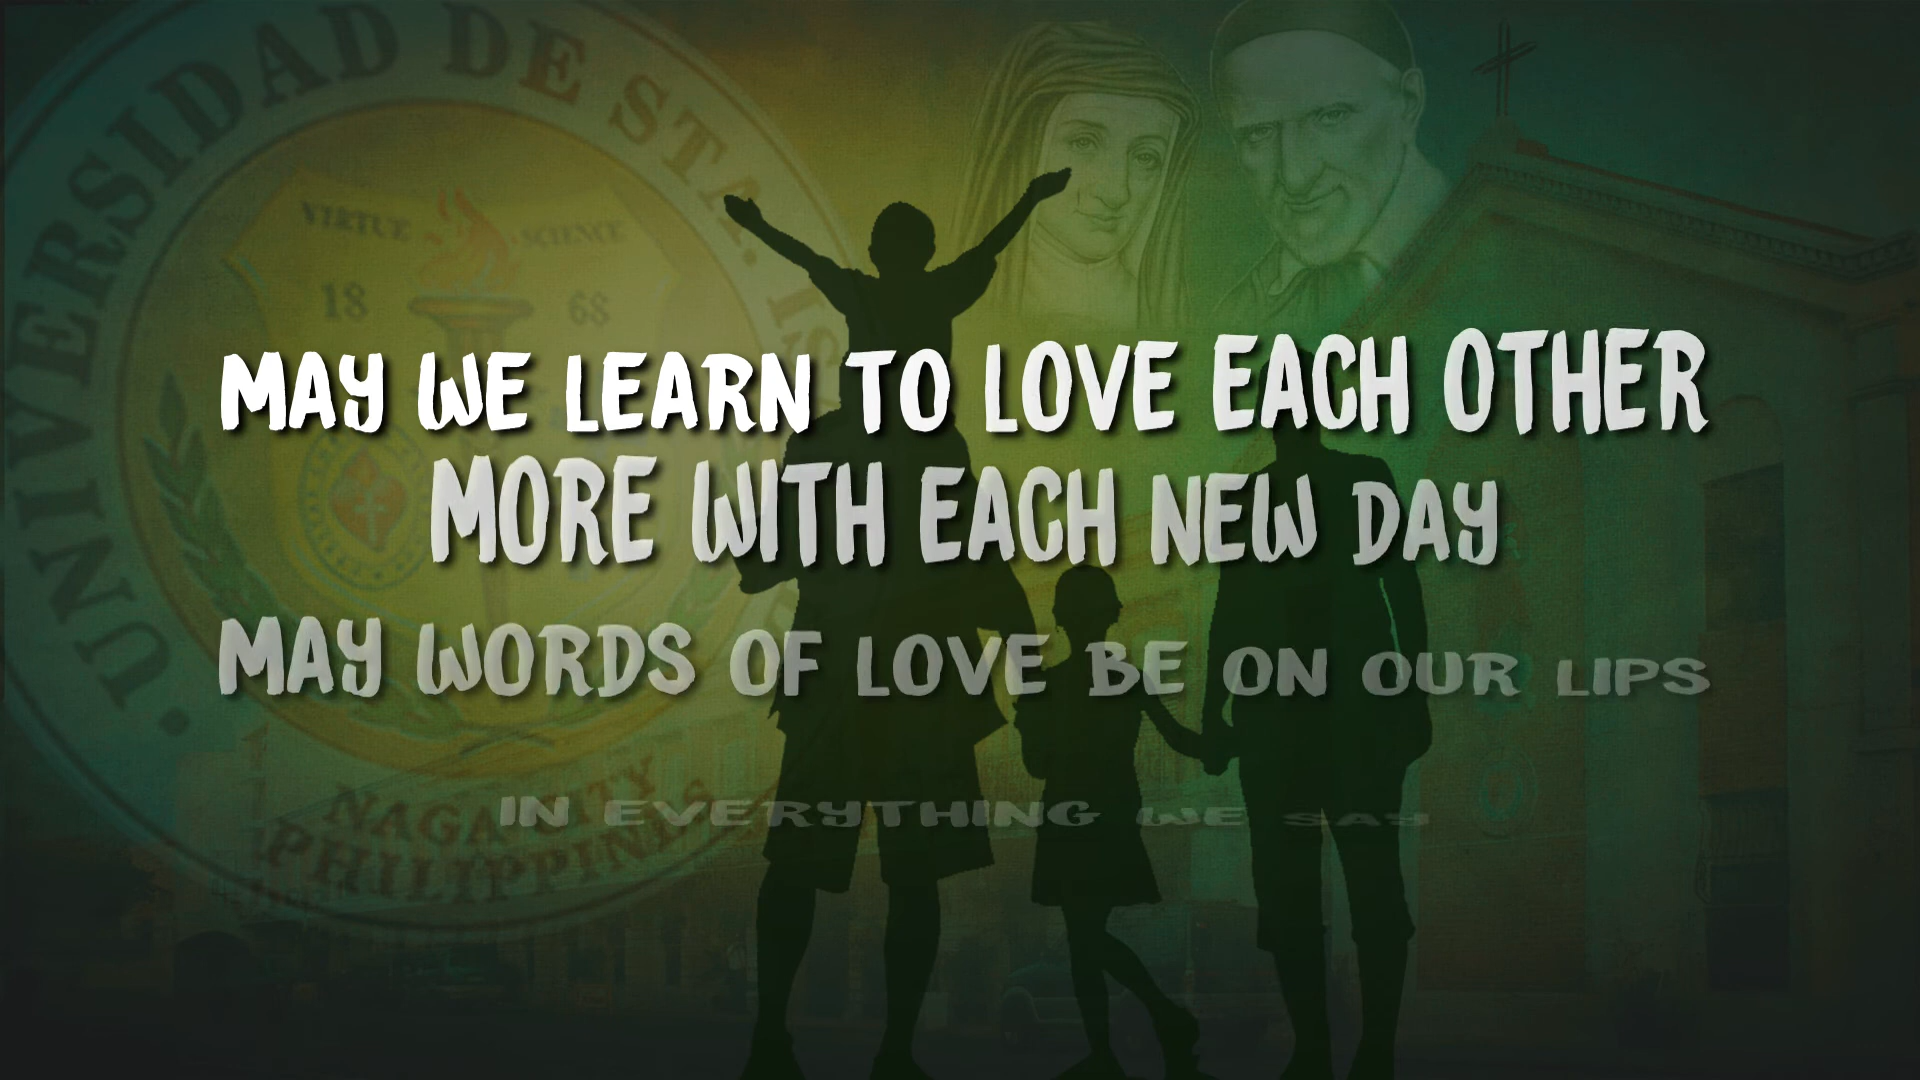 UNIVERSIDAD DE STA. IS
VIRTUE SCIENCE
18 68
MAY WE LEARN TO LOVE EACH OTHER
MORE WITH EACH NEW DAY
MAY WORDS OF LOVE BE ON OUR LIPS
IN EVERYTHING WE SAY
NAGA CITY
PHILIPPINES